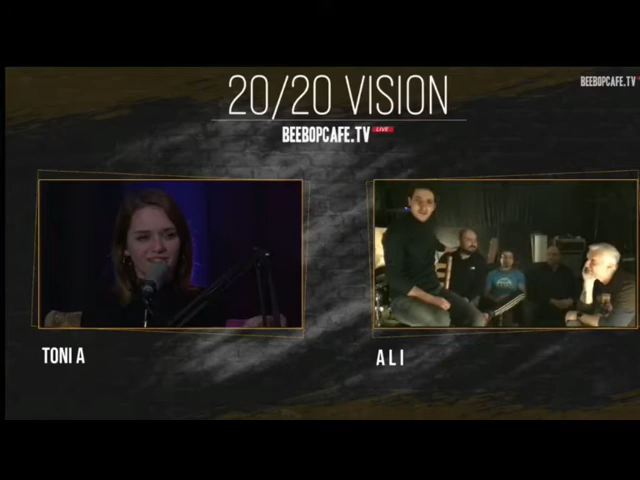 20/20 VISION
BEEBOPCAFE.TV
BEEBOPCAFE.TV LIVE
TONI A
ALI